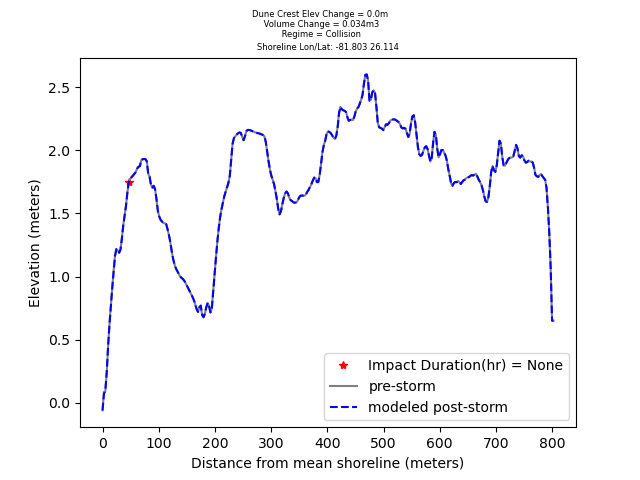 Dune Crest Elev Change = 0.0m
Volume Change = 0.034m3
Regime = Collision
Shoreline Lon/Lat: -81.803 26.114
2.5
2.0
1.5
1.0
0.5
0.0
Elevation (meters)
Impact Duration(hr) = None
pre-storm
modeled post-storm
0 100 200 300 400 500 600 700 800
Distance from mean shoreline (meters)